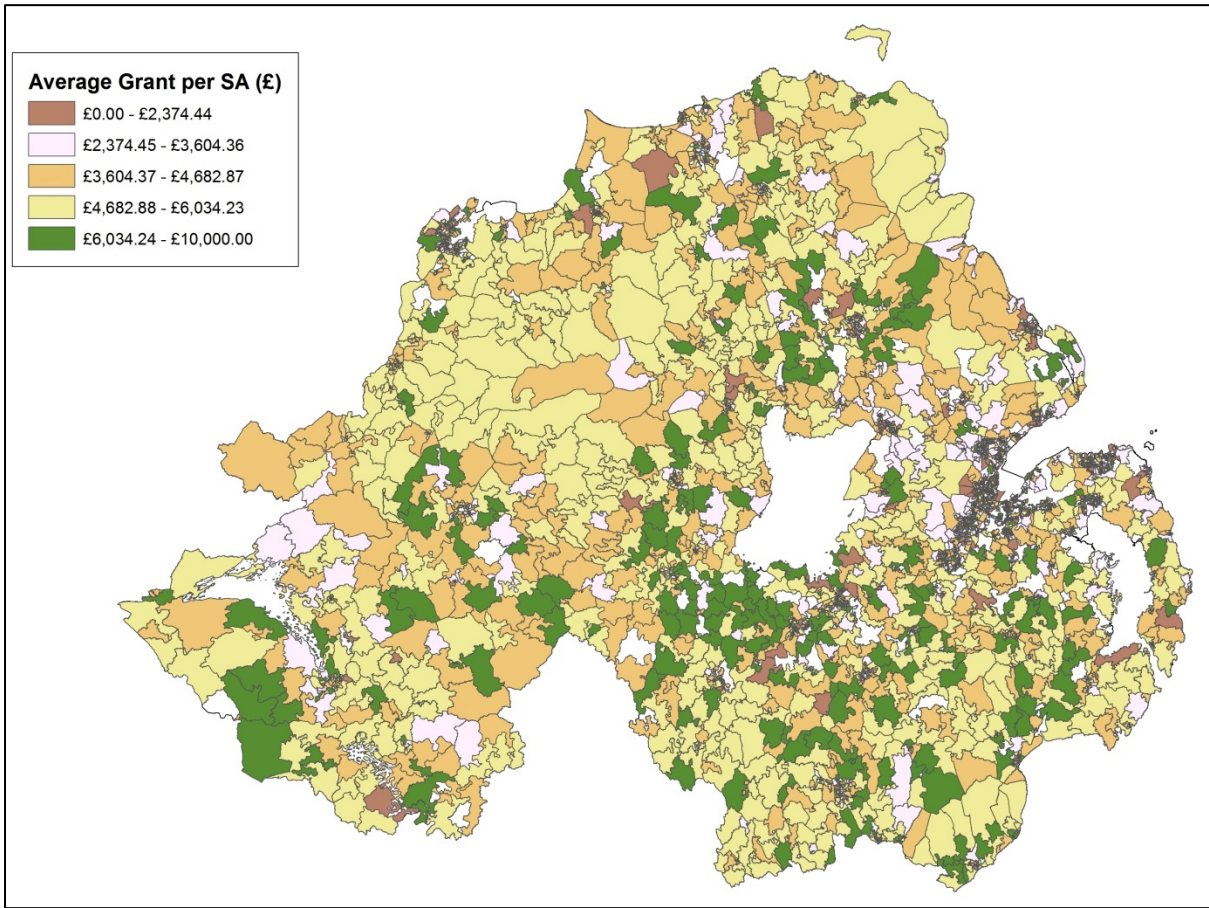 Average Grant per SA (£)
£0.00 - £2,374.44
£2,374.45 - £3,604.36
£3,604.37 - £4,682.87
£4,682.88 - £6,034.23
£6,034.24 - £10,000.00